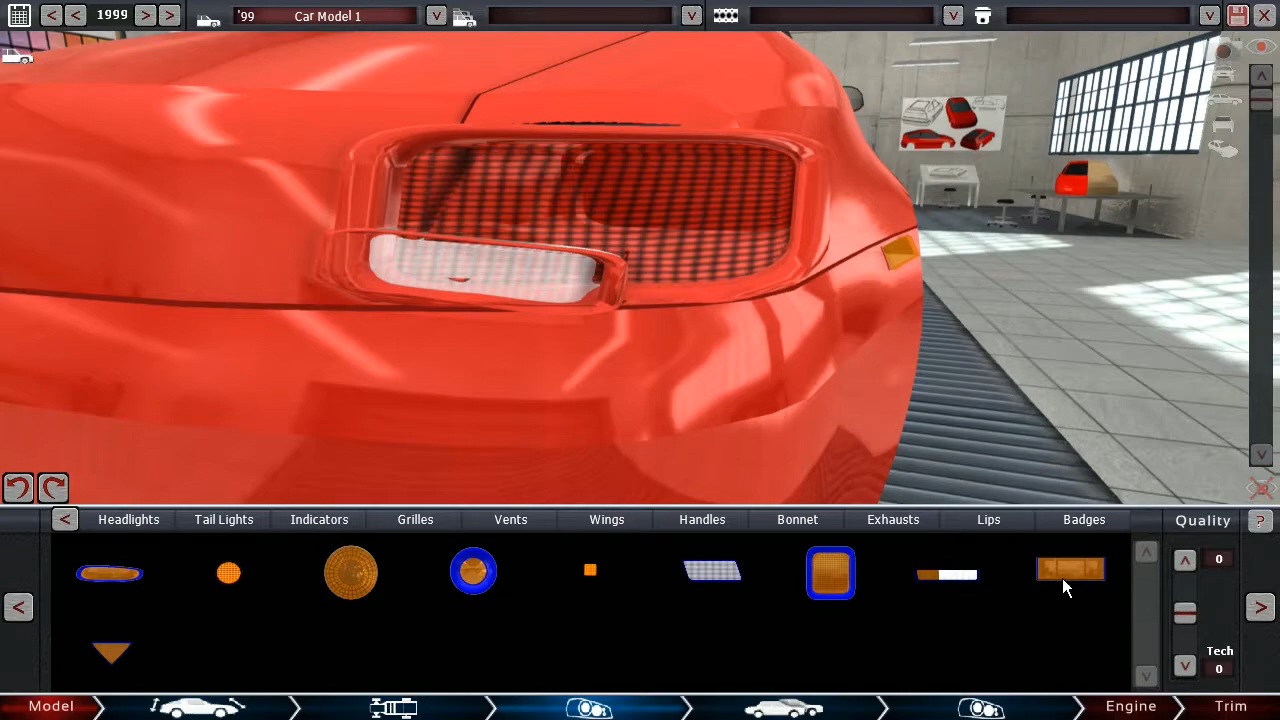 1999
'99 Car Model 1
Headlights Tail Lights Indicators Grilles Vents Wings Handles Bonnet Exhausts Lips Badges Quality ?
0
Tech
0
Model Engine Trim